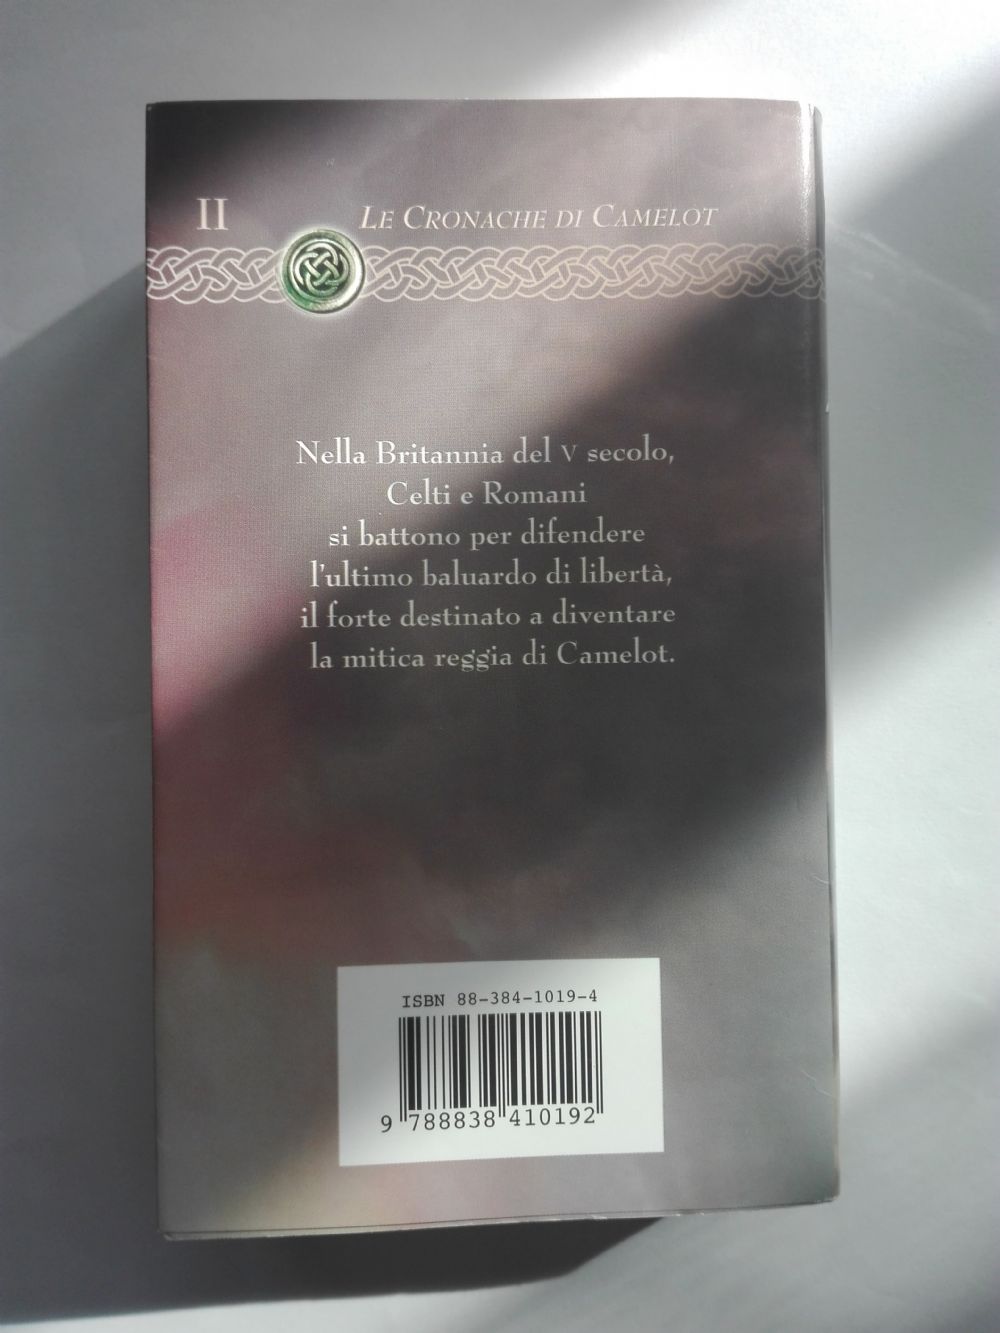 II
LE CRONACHE DI CAMELOT
Nella Britannia del V secolo,
Celti e Romani
si battono per difendere
l'ultimo baluardo di libertà,
il forte destinato a diventare
la mitica reggia di Camelot.
ISBN 88-384-1019-4
9 788838 410192